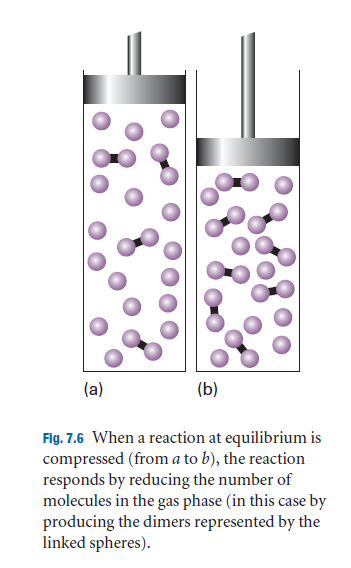 (a)
(b)
Fig. 7.6 When a reaction at equilibrium is
compressed (from a to b), the reaction
responds by reducing the number of
molecules in the gas phase (in this case by
producing the dimers represented by the
linked spheres).